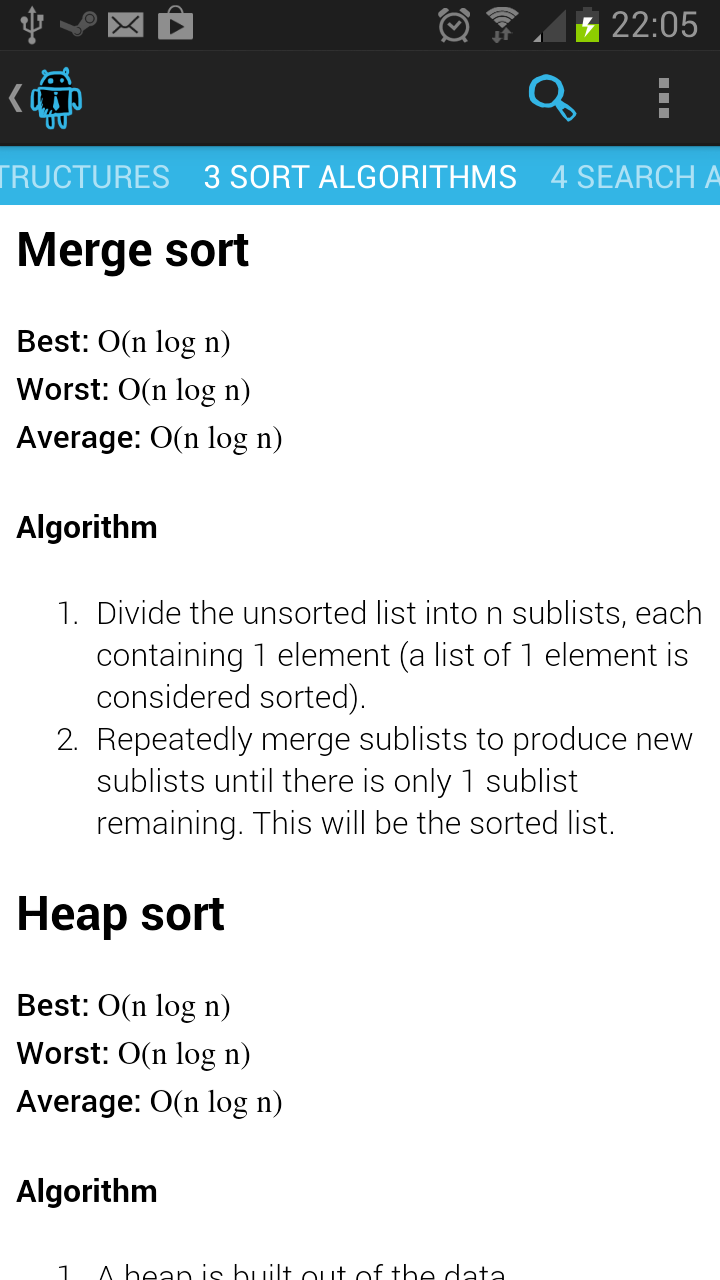 22:05
TRUCTURES 3 SORT ALGORITHMS 4 SEARCH A
Merge sort
Best: O(n log n)
Worst: O(n log n)
Average: O(n log n)
Algorithm
1. Divide the unsorted list into n sublists, each
containing 1 element (a list of 1 element is
considered sorted).
2. Repeatedly merge sublists to produce new
sublists until there is only 1 sublist
remaining. This will be the sorted list.
Heap sort
Best: O(n log n)
Worst: O(n log n)
Average: O(n log n)
Algorithm
1. A heap is built out of the data.